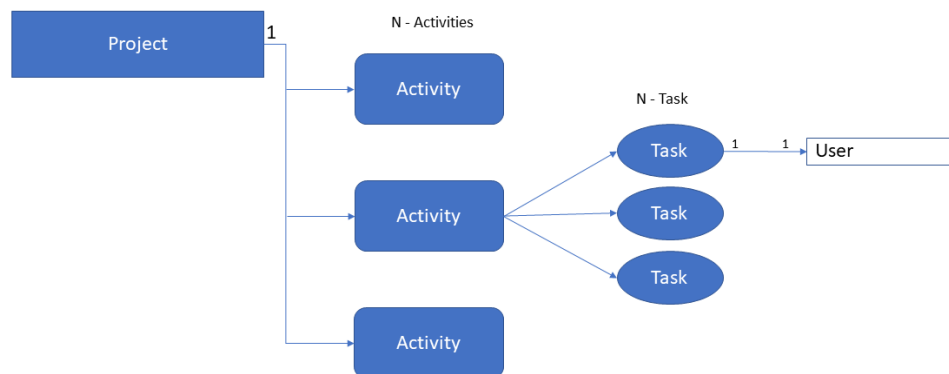 N - Activities
Project
1
Activity
N - Task
Task
1
1
User
Activity
Task
Task
Activity